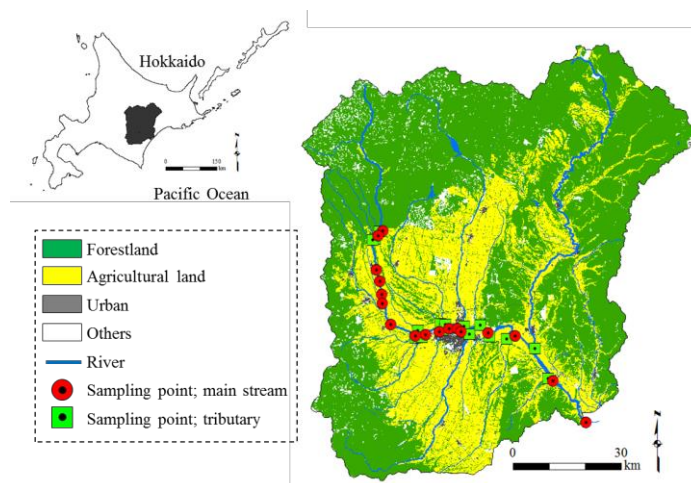 Hokkaido
N
0
150
km
Pacific Ocean
Forestland
Agricultural land
Urban
Others
River
Sampling point; main stream
Sampling point; tributary
N
0
30
km